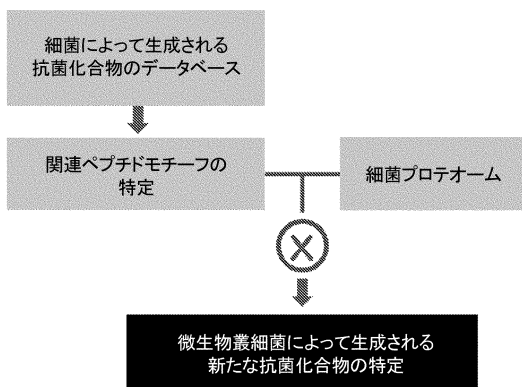 細菌によって生成される
抗菌化合物のデータベース
関連ペプチドモチーフの
特定
細菌プロテオーム
X
微生物叢細菌によって生成される
新たな抗菌化合物の特定